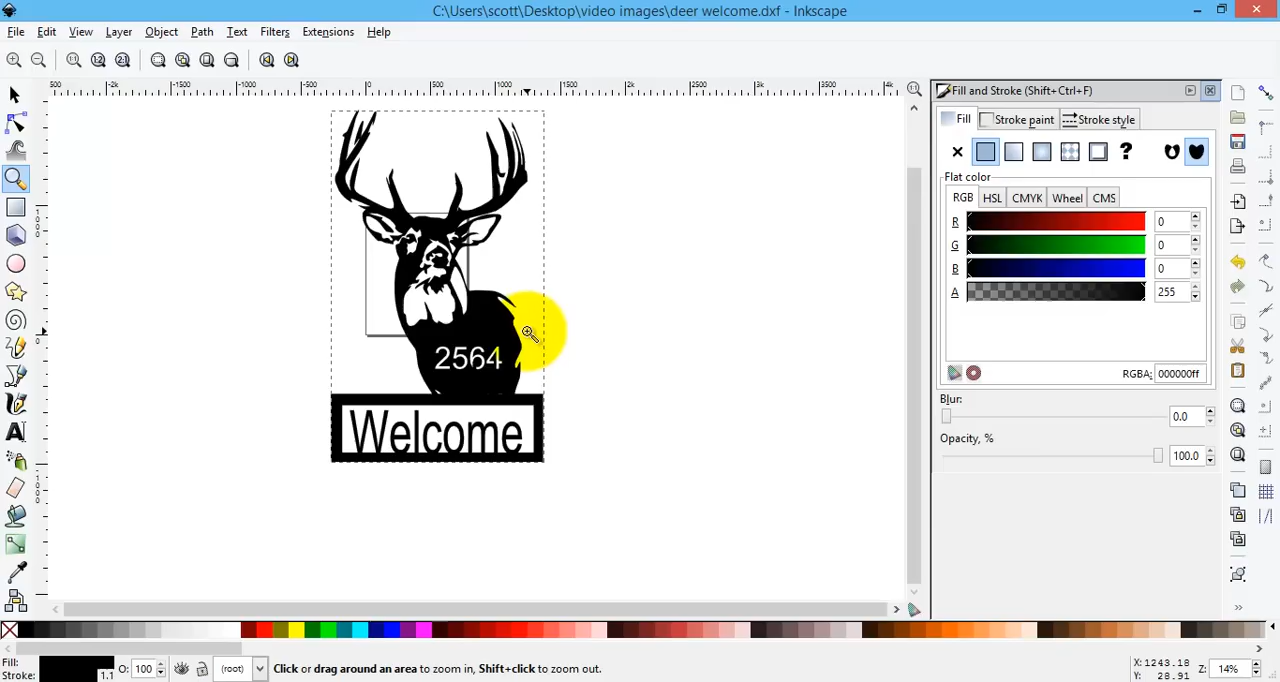 C:\Users\scott\Desktop\video images\deer welcome.dxf - Inkscape
File Edit View Layer Object Path Text Filters Extensions Help
Fill and Stroke (Shift+Ctrl+F)
Fill Stroke paint Stroke style
Flat color
RGB HSL CMYK Wheel CMS
R 0
G 0
B 0
A 255
RGBA: 000000ff
Blur:
0.0
Opacity, %
100.0
2564
Welcome
Fill:
Stroke: 1.1
O: 100
(root)
Click or drag around an area to zoom in, Shift+click to zoom out.
X: 1243.18
Y: 28.91
Z: 14%